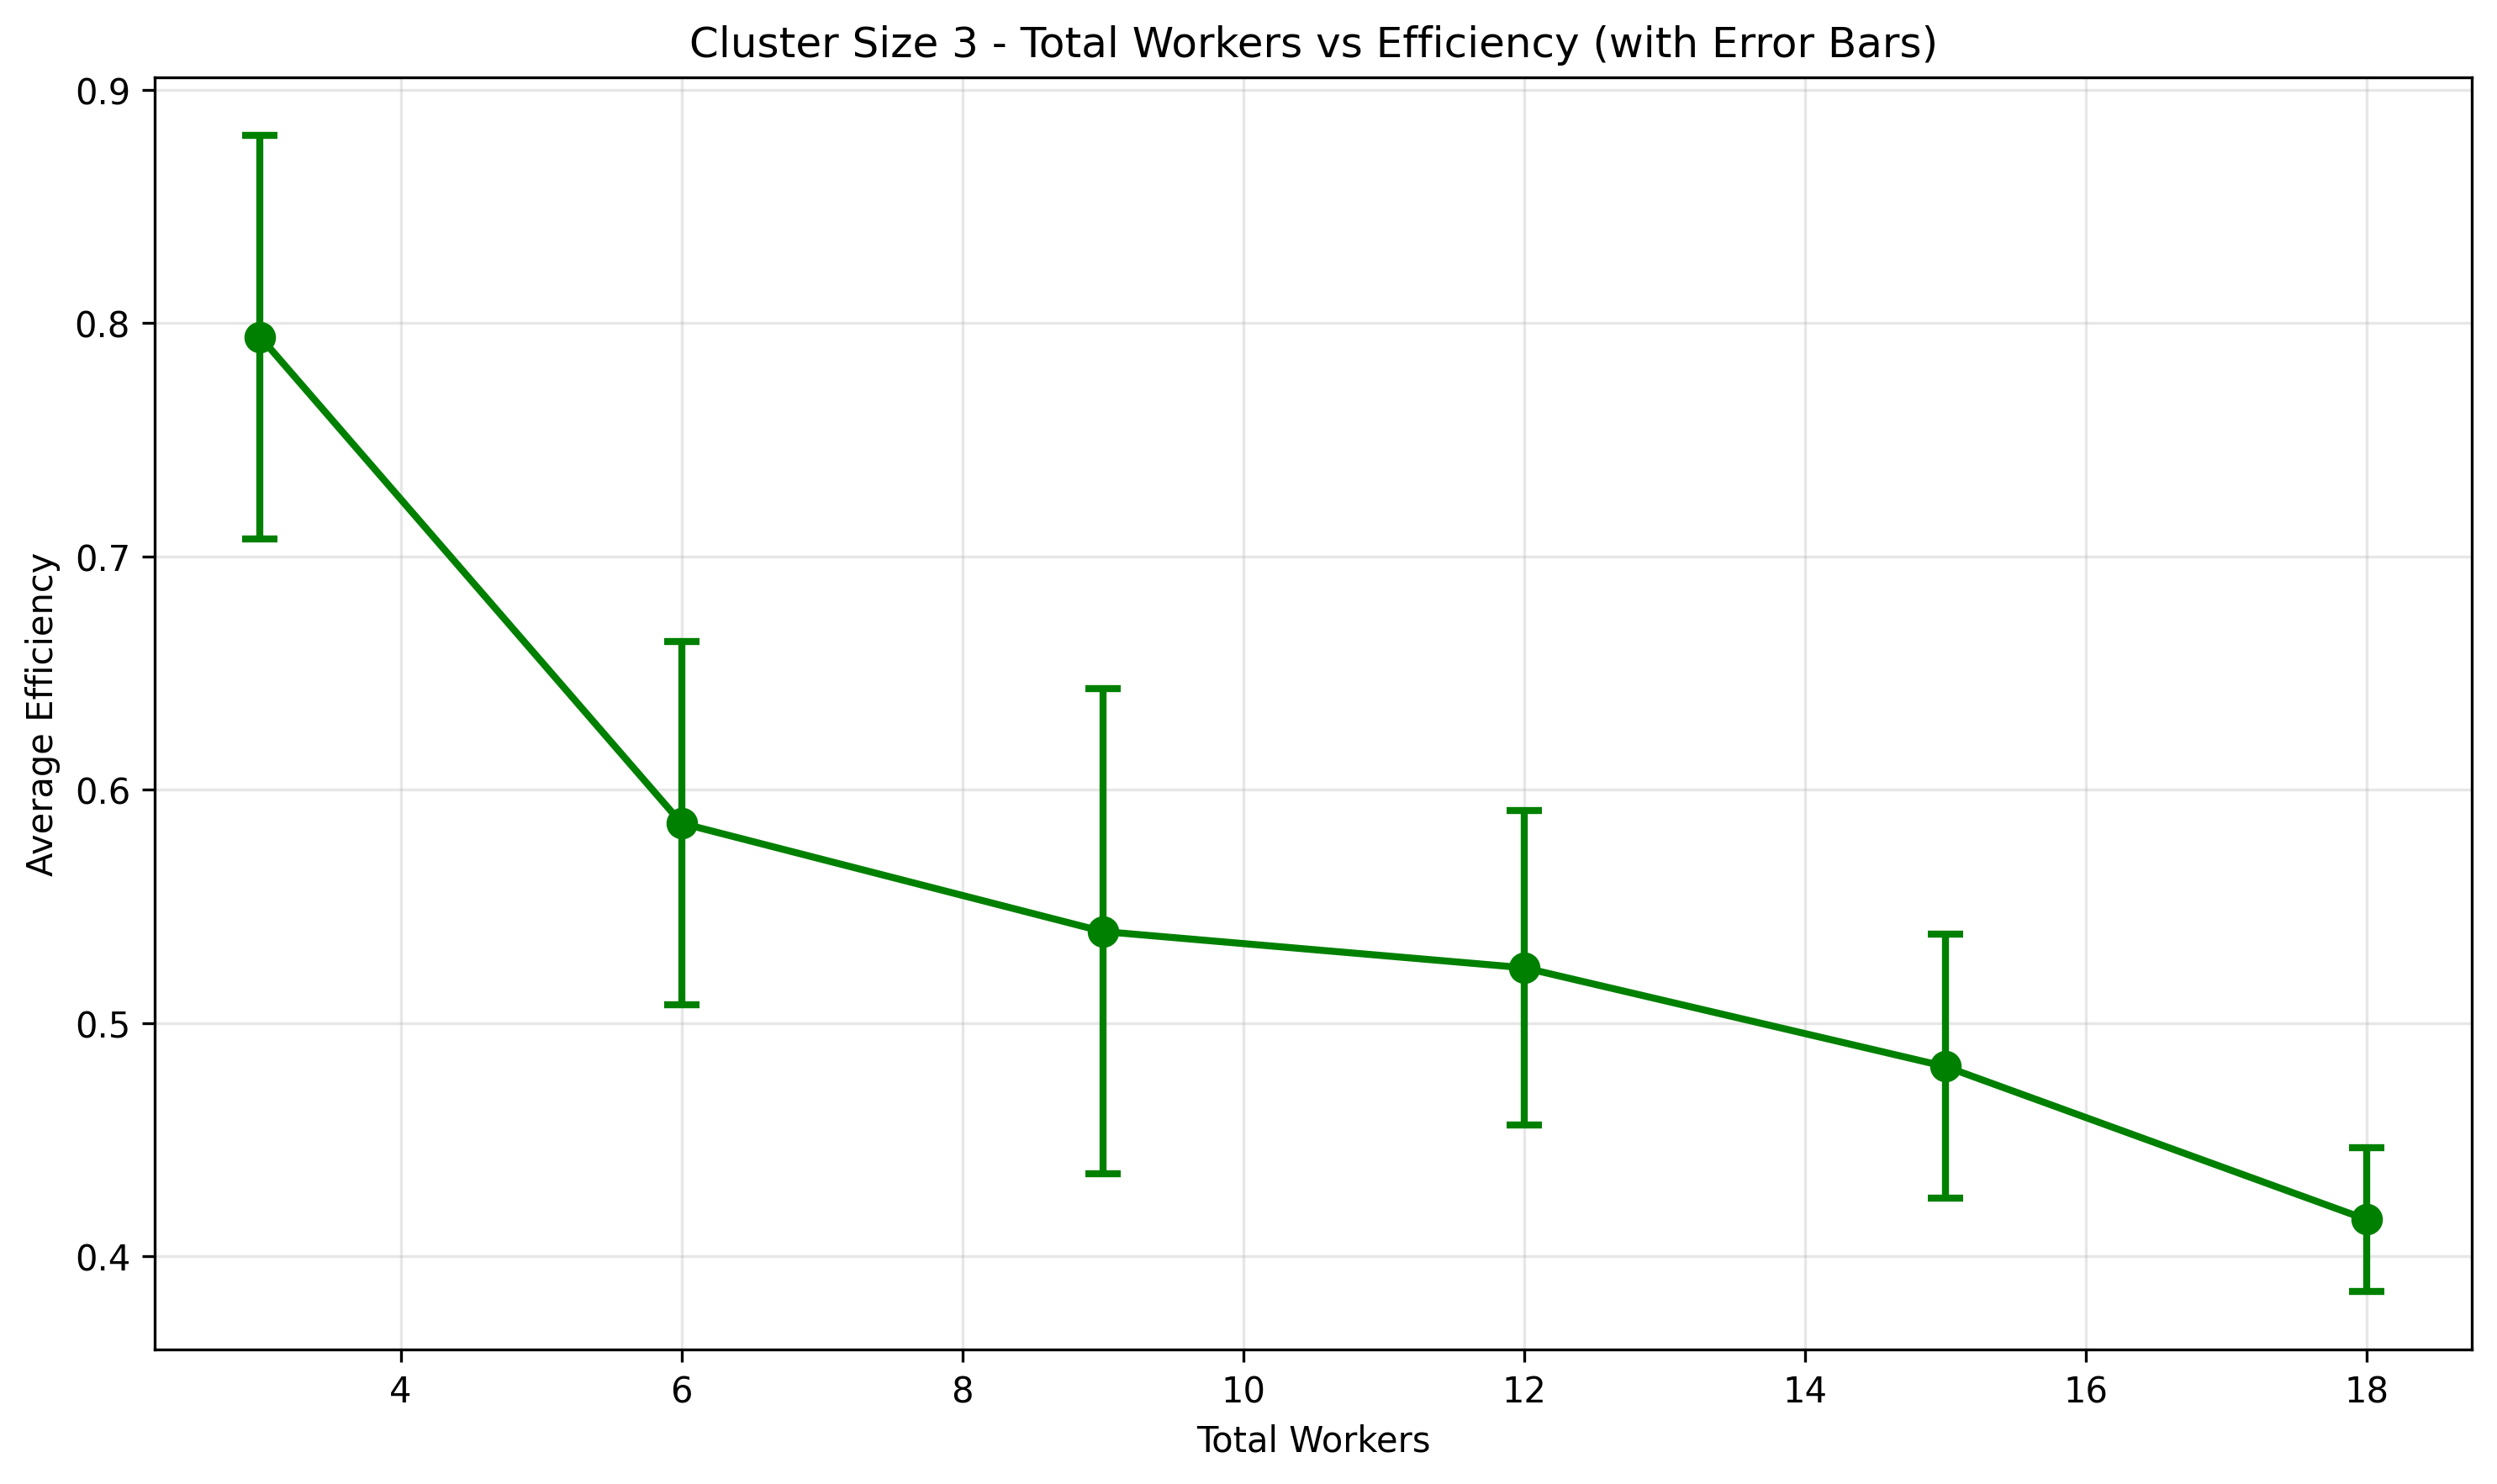 Cluster Size 3 - Total Workers vs Efficiency (with Error Bars)
0.9
0.8
0.7
0.6
0.5
0.4
Average Efficiency
4 6 8 10 12 14 16 18
Total Workers